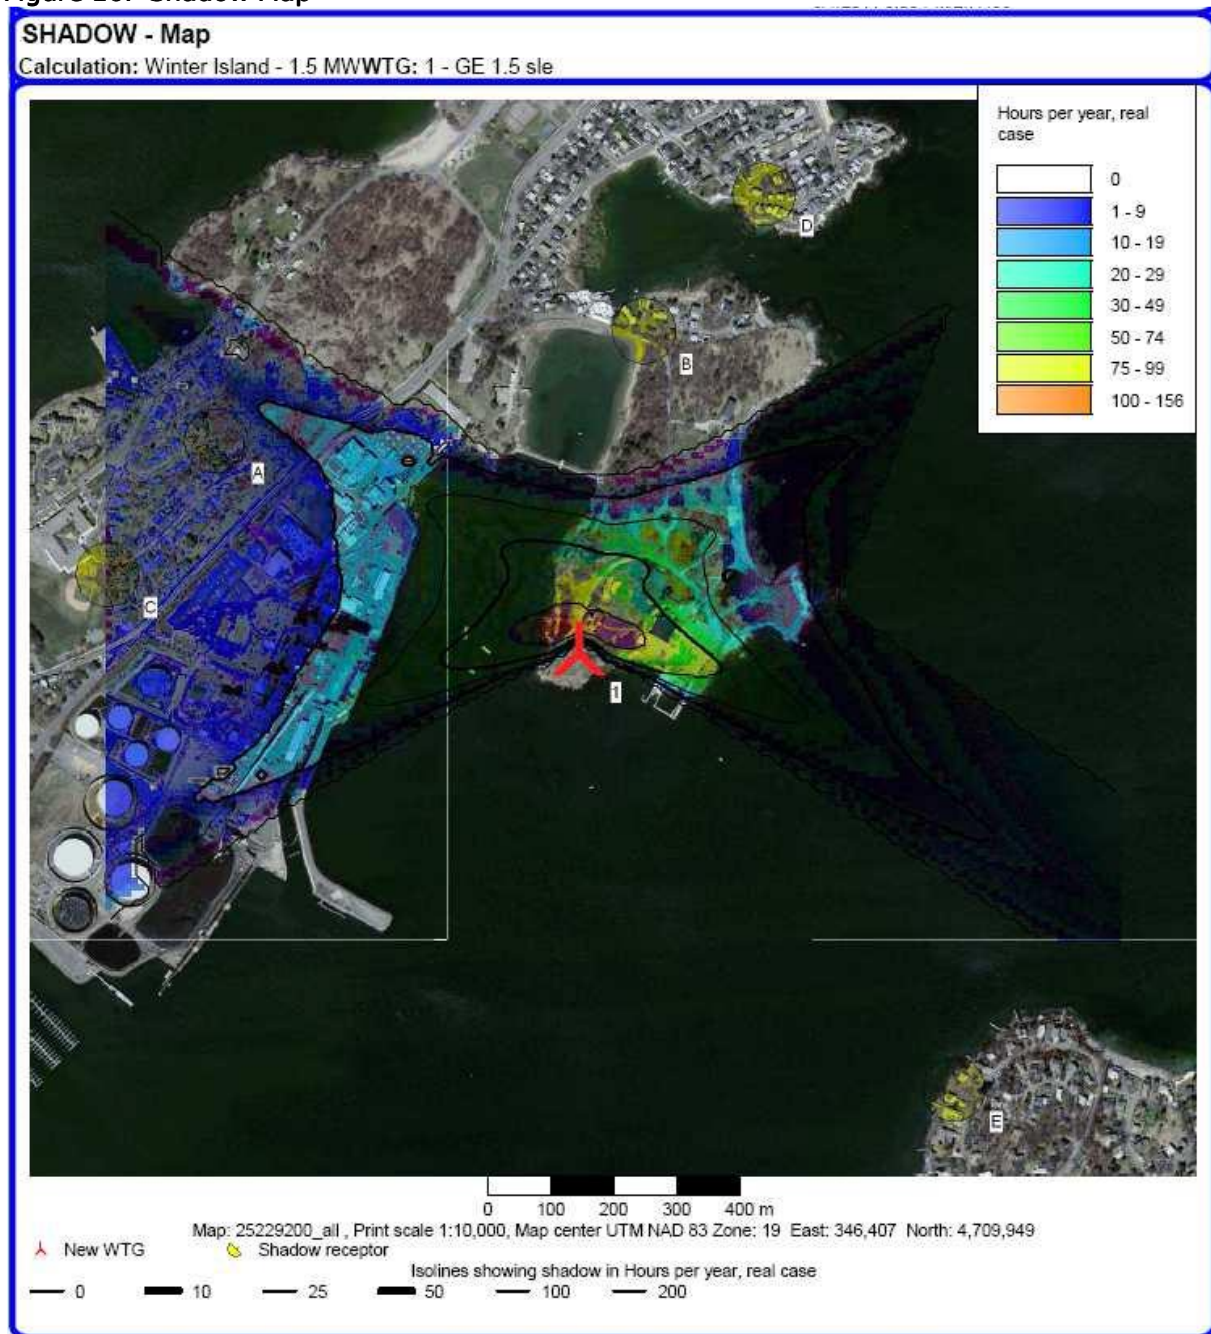 Figure 10: Shadow Map
SHADOW - Map
Calculation: Winter Island - 1.5 MWWTG: 1 - GE 1.5 sle
Hours per year, real
case
0
1 - 9
10 - 19
20 - 29
30 - 49
50 - 74
75 - 99
100 - 156
D
B
A
C
1
E
0 100 200 300 400 m
Map: 25229200_all , Print scale 1:10,000, Map center UTM NAD 83 Zone: 19 East: 346,407 North: 4,709,949
New WTG Shadow receptor
Isolines showing shadow in Hours per year, real case
0 10 25 50 100 200